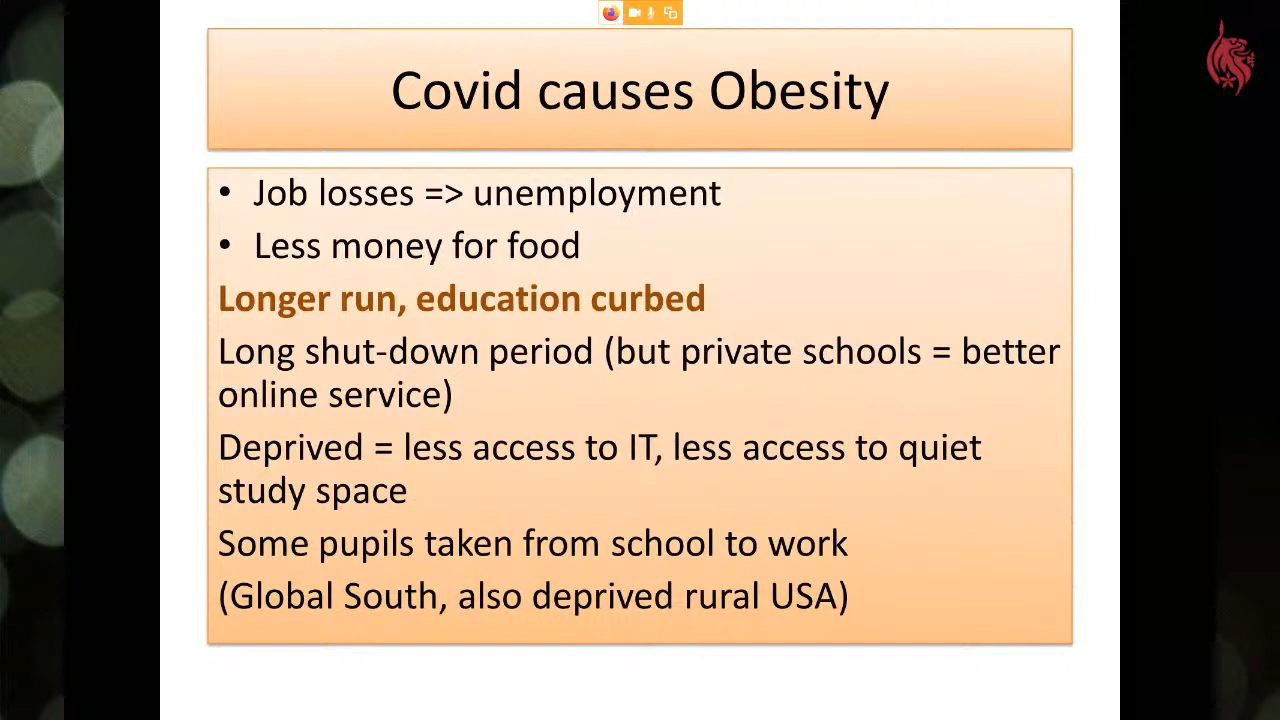 Covid causes Obesity
• Job losses => unemployment
• Less money for food
Longer run, education curbed
Long shut-down period (but private schools = better
online service)
Deprived = less access to IT, less access to quiet
study space
Some pupils taken from school to work
(Global South, also deprived rural USA)